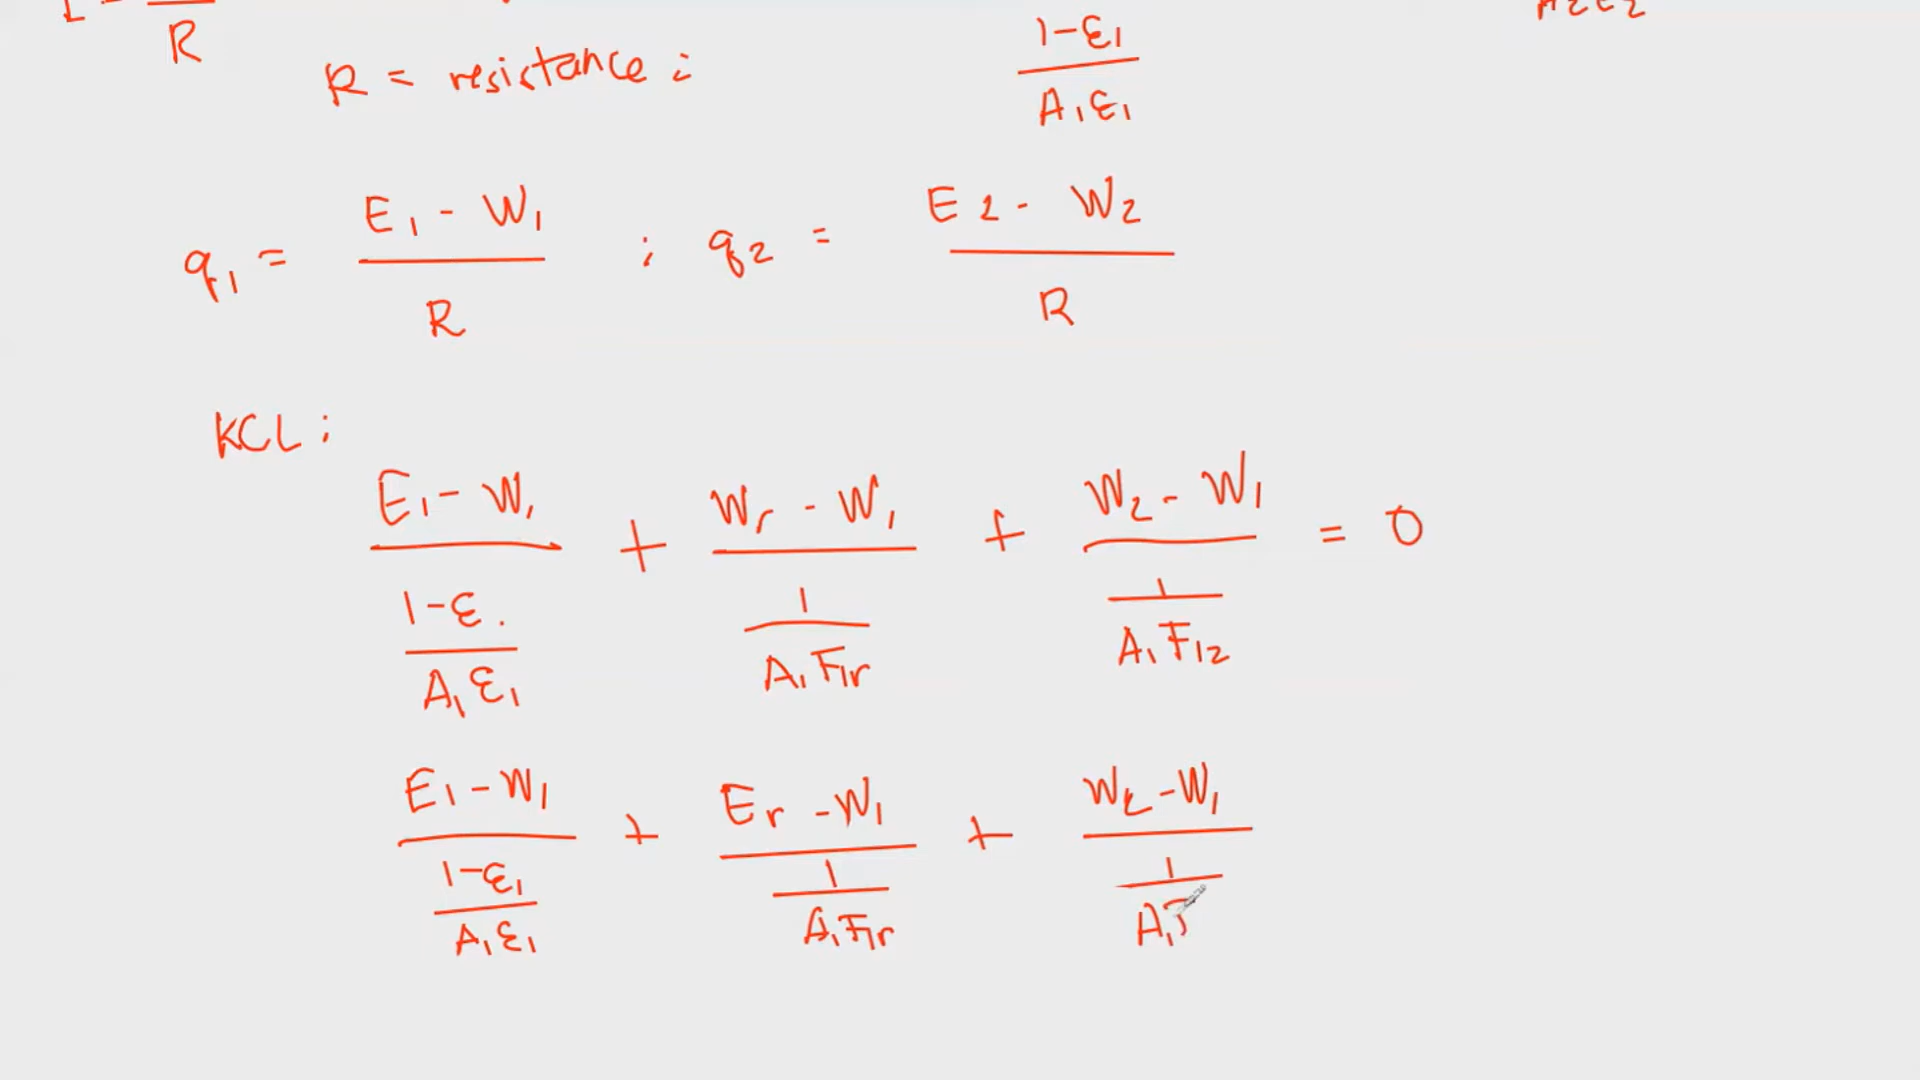 R
R = resistance :
1-ε1
A1ε1
q1 = E1 - W1 / R ; q2 = E2 - W2 / R
KCL :
E1 - W1 / (1-ε / A1ε1) + Wr - W1 / (1 / A1F1r) + W2 - W1 / (1 / A1F12) = 0
E1 - W1 / (1-ε1 / A1ε1) + Er - W1 / (1 / A1F1r) + W2 - W1 / (1 / A1F